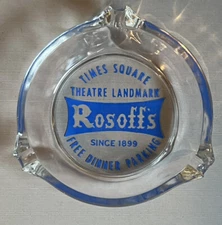 TIMES SQUARE
THEATRE LANDMARK
Rosoff's
SINCE 1899
FREE DINNER PARKING